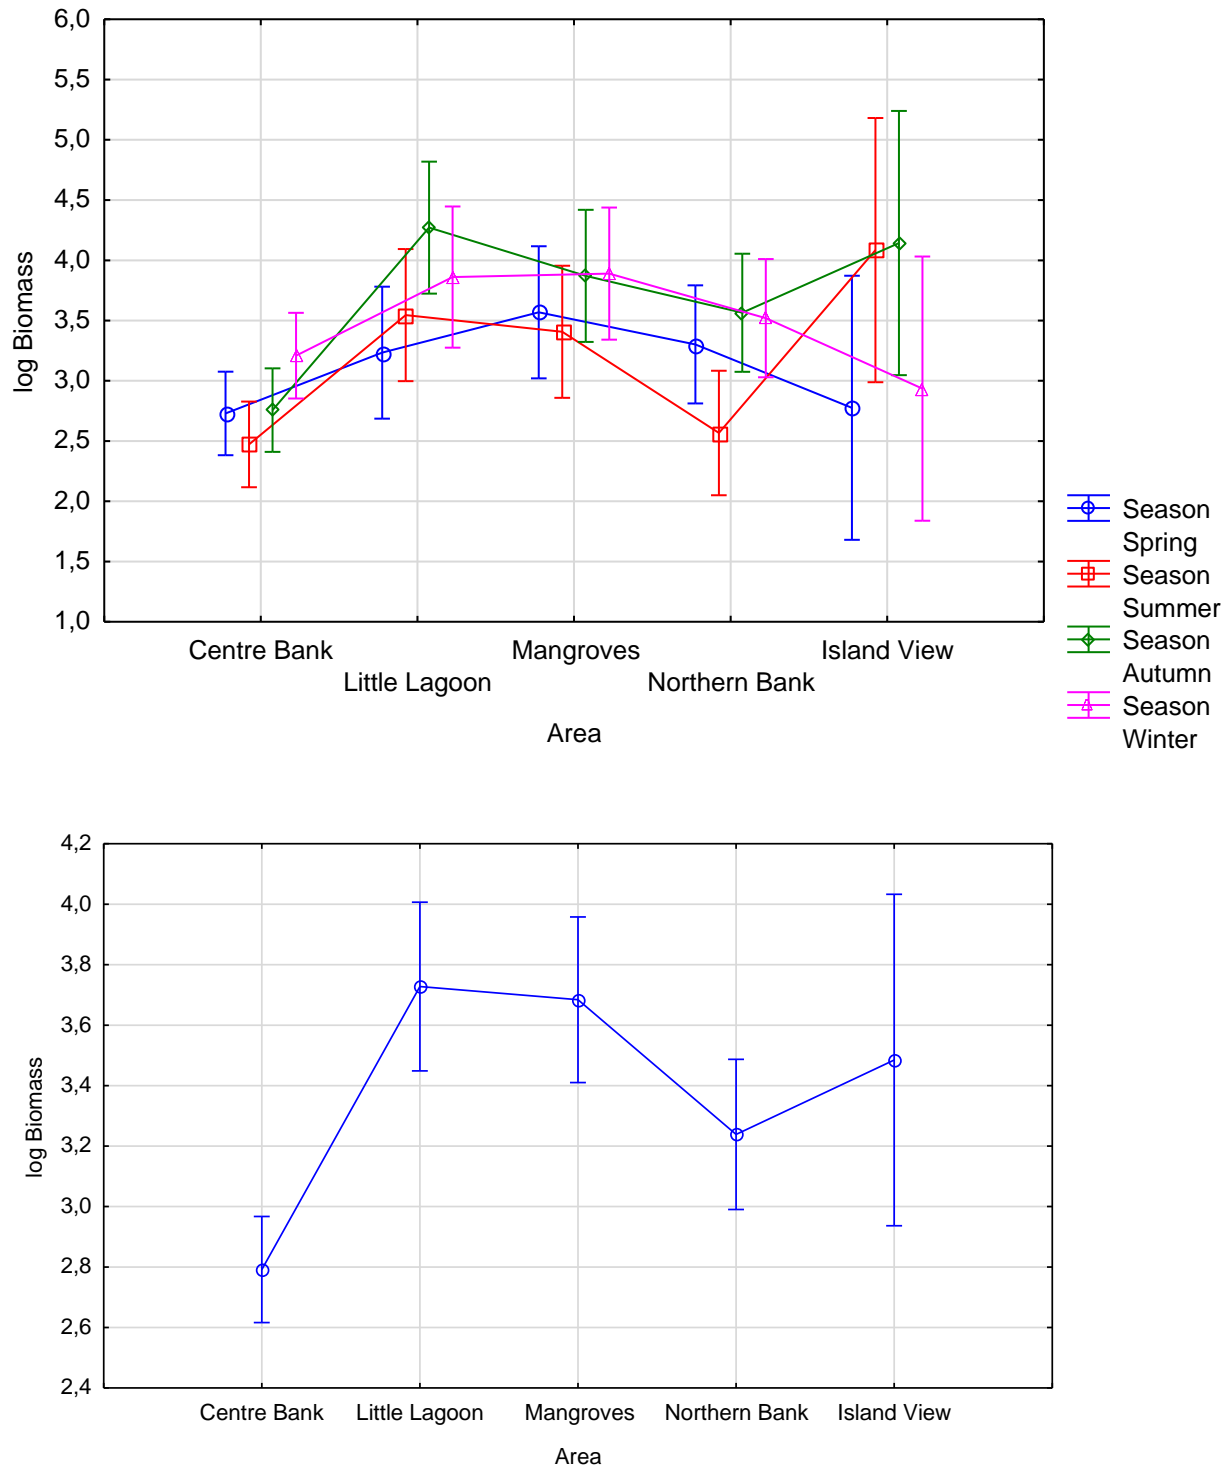 6,0
5,5
5,0
4,5
4,0
3,5
3,0
2,5
2,0
1,5
1,0
log Biomass
Centre Bank
Mangroves
Island View
Little Lagoon
Northern Bank
Area
Season
Spring
Season
Summer
Season
Autumn
Season
Winter
4,2
4,0
3,8
3,6
3,4
3,2
3,0
2,8
2,6
2,4
log Biomass
Centre Bank
Little Lagoon
Mangroves
Northern Bank
Island View
Area